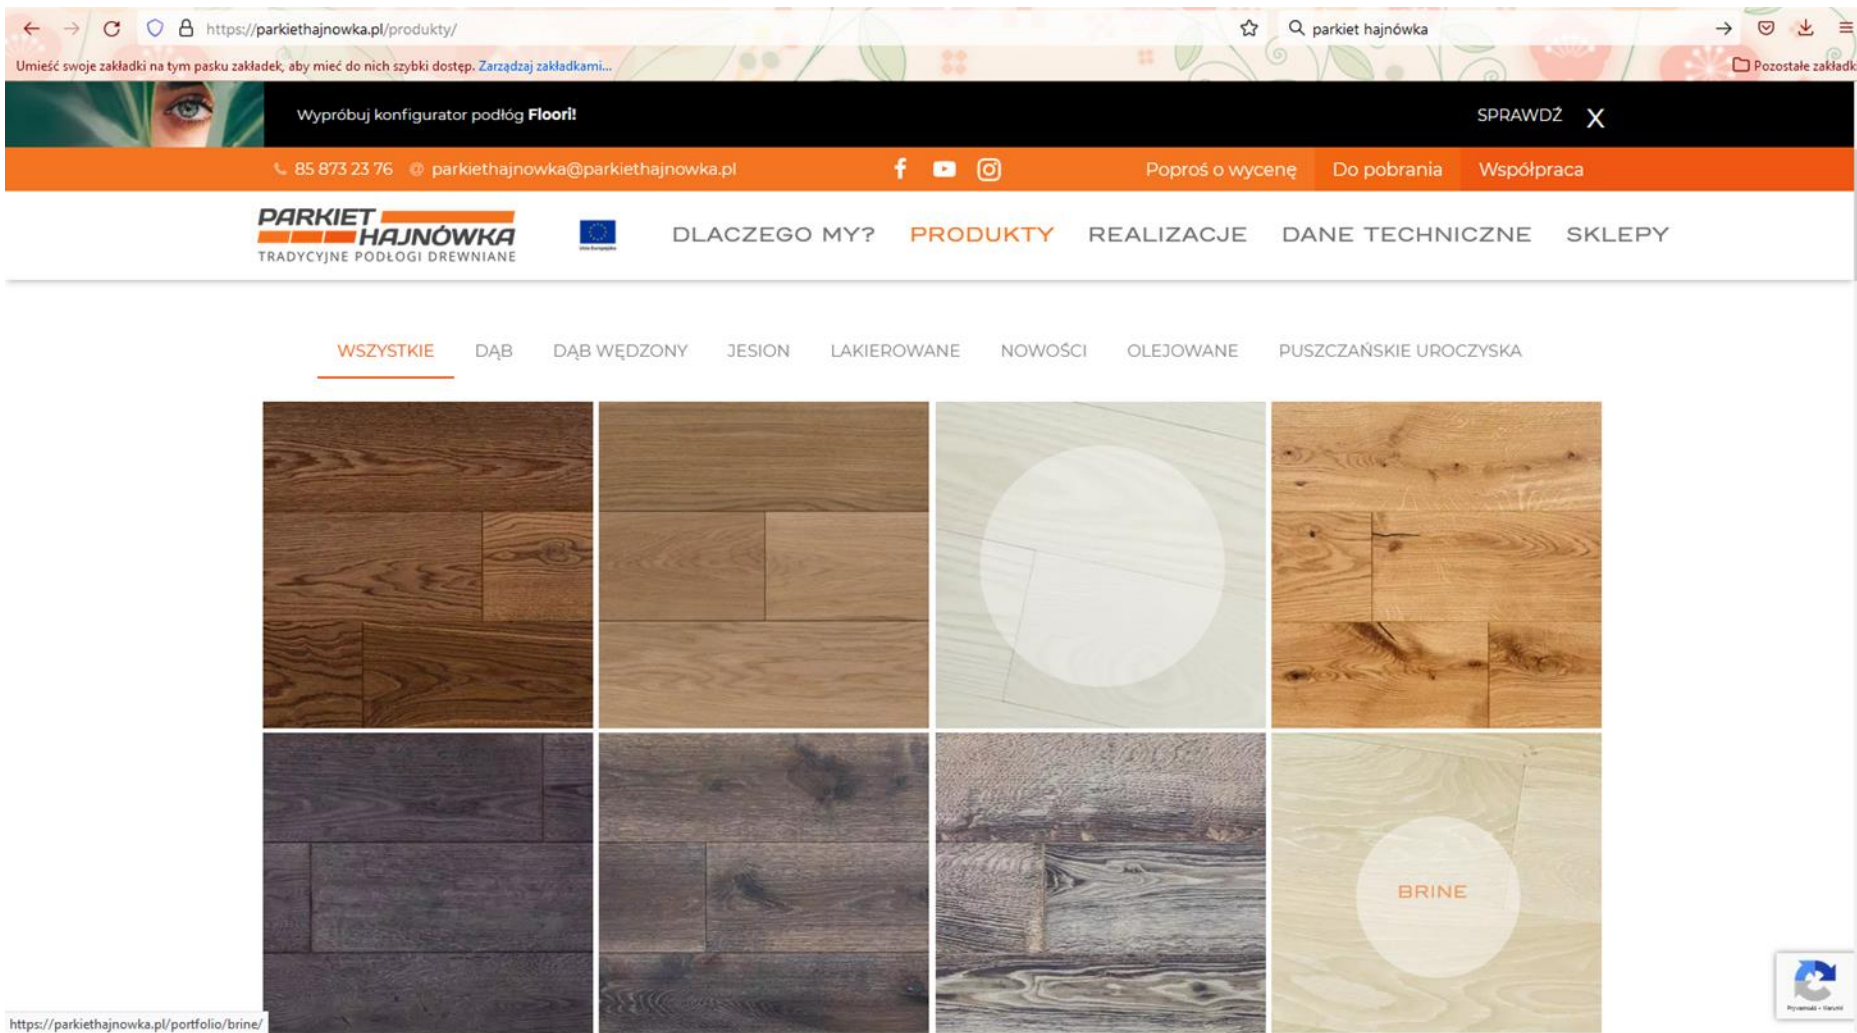 https://parkiethajnowka.pl/produkty/
parkiet hajnówka
Umieść swoje zakładki na tym pasku zakładek, aby mieć do nich szybki dostęp. Zarządzaj zakładkami...
Pozostałe zakładk
Wypróbuj konfigurator podłóg Floori!
SPRAWDŹ X
85 873 23 76 @ parkiethajnowka@parkiethajnowka.pl
Poproś o wycenę Do pobrania Współpraca
PARKIET
HAJNÓWKA
TRADYCYJNE PODŁOGI DREWNIANE
DLACZEGO MY? PRODUKTY REALIZACJE DANE TECHNICZNE SKLEPY
WSZYSTKIE DĄB DĄB WĘDZONY JESION LAKIEROWANE NOWOŚCI OLEJOWANE PUSZCZAŃSKIE UROCZYSKA
BRINE
https://parkiethajnowka.pl/portfolio/brine/